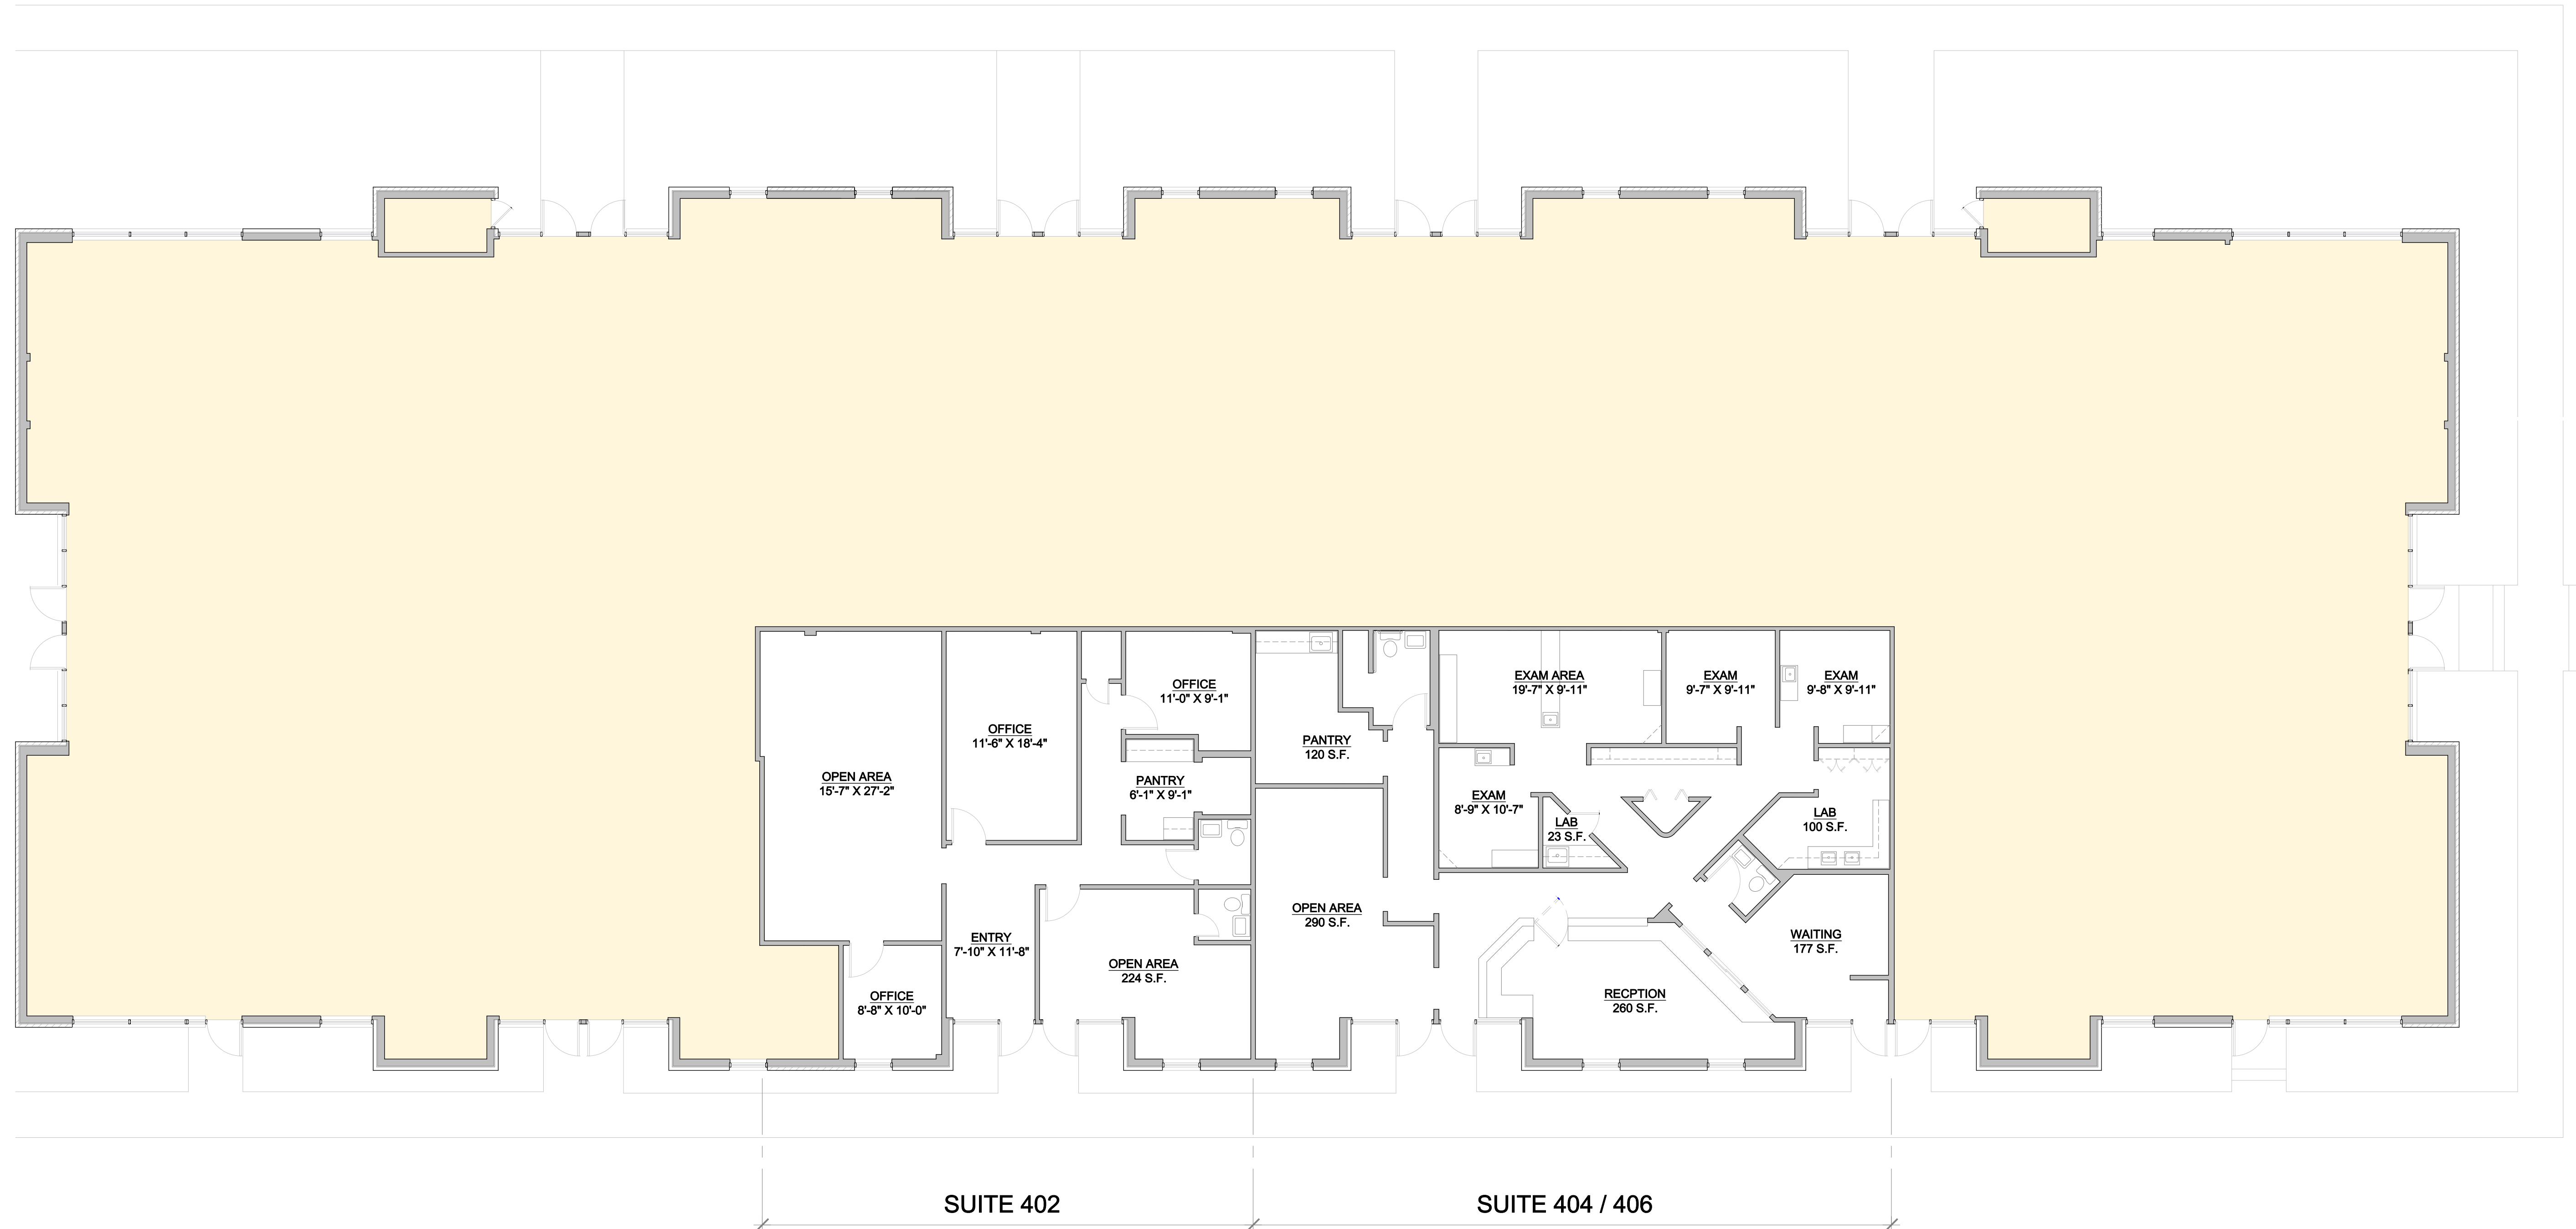 OFFICE
11'-0" X 9'-1"
EXAM AREA
19'-7" X 9'-11"
EXAM
9'-7" X 9'-11"
EXAM
9'-8" X 9'-11"
OFFICE
11'-6" X 18'-4"
PANTRY
120 S.F.
OPEN AREA
15'-7" X 27'-2"
PANTRY
6'-1" X 9'-1"
EXAM
8'-9" X 10'-7"
LAB
23 S.F.
LAB
100 S.F.
OPEN AREA
290 S.F.
ENTRY
7'-10" X 11'-8"
WAITING
177 S.F.
OPEN AREA
224 S.F.
OFFICE
8'-8" X 10'-0"
RECPTION
260 S.F.
SUITE 402
SUITE 404 / 406